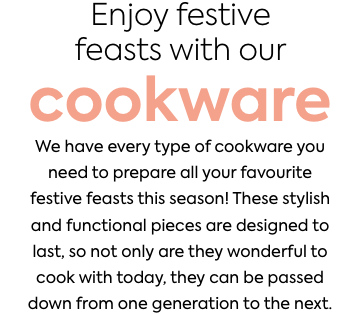 Enjoy festive
feasts with our
cookware
We have every type of cookware you
need to prepare all your favourite
festive feasts this season! These stylish
and functional pieces are designed to
last, so not only are they wonderful to
cook with today, they can be passed
down from one generation to the next.